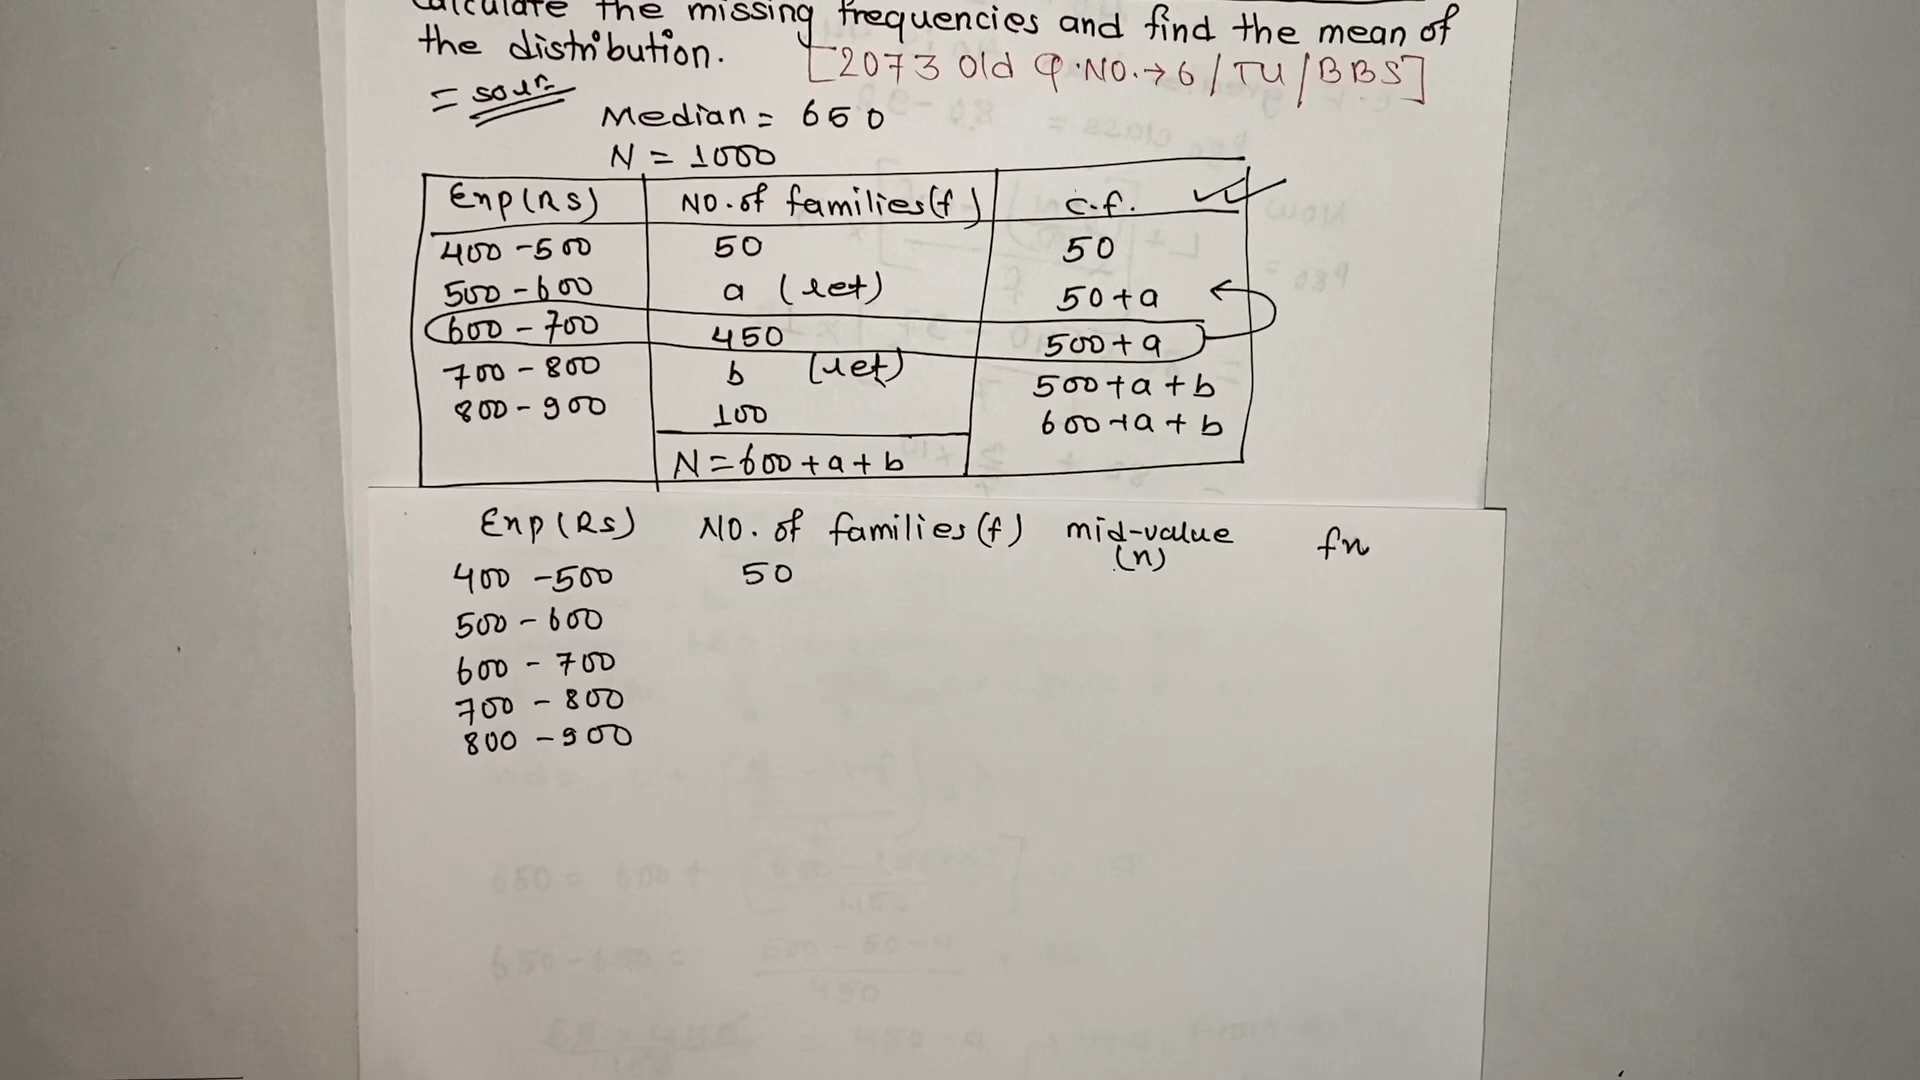 calculate the missing frequencies and find the mean of
the distribution. [2073 Old Q.NO.→6/TU/BBS]
= solⁿ
Median = 650
N = 1000
Exp(RS) NO. of families(f) c.f.
400 - 500 50 50
500 - 600 a (let) 50+a
600 - 700 450 500+a
700 - 800 b (let) 500+a+b
800 - 900 100 600+a+b
N=600+a+b
Exp(Rs) NO. of families(f) mid-value (x) fx
400 - 500 50
500 - 600
600 - 700
700 - 800
800 - 900